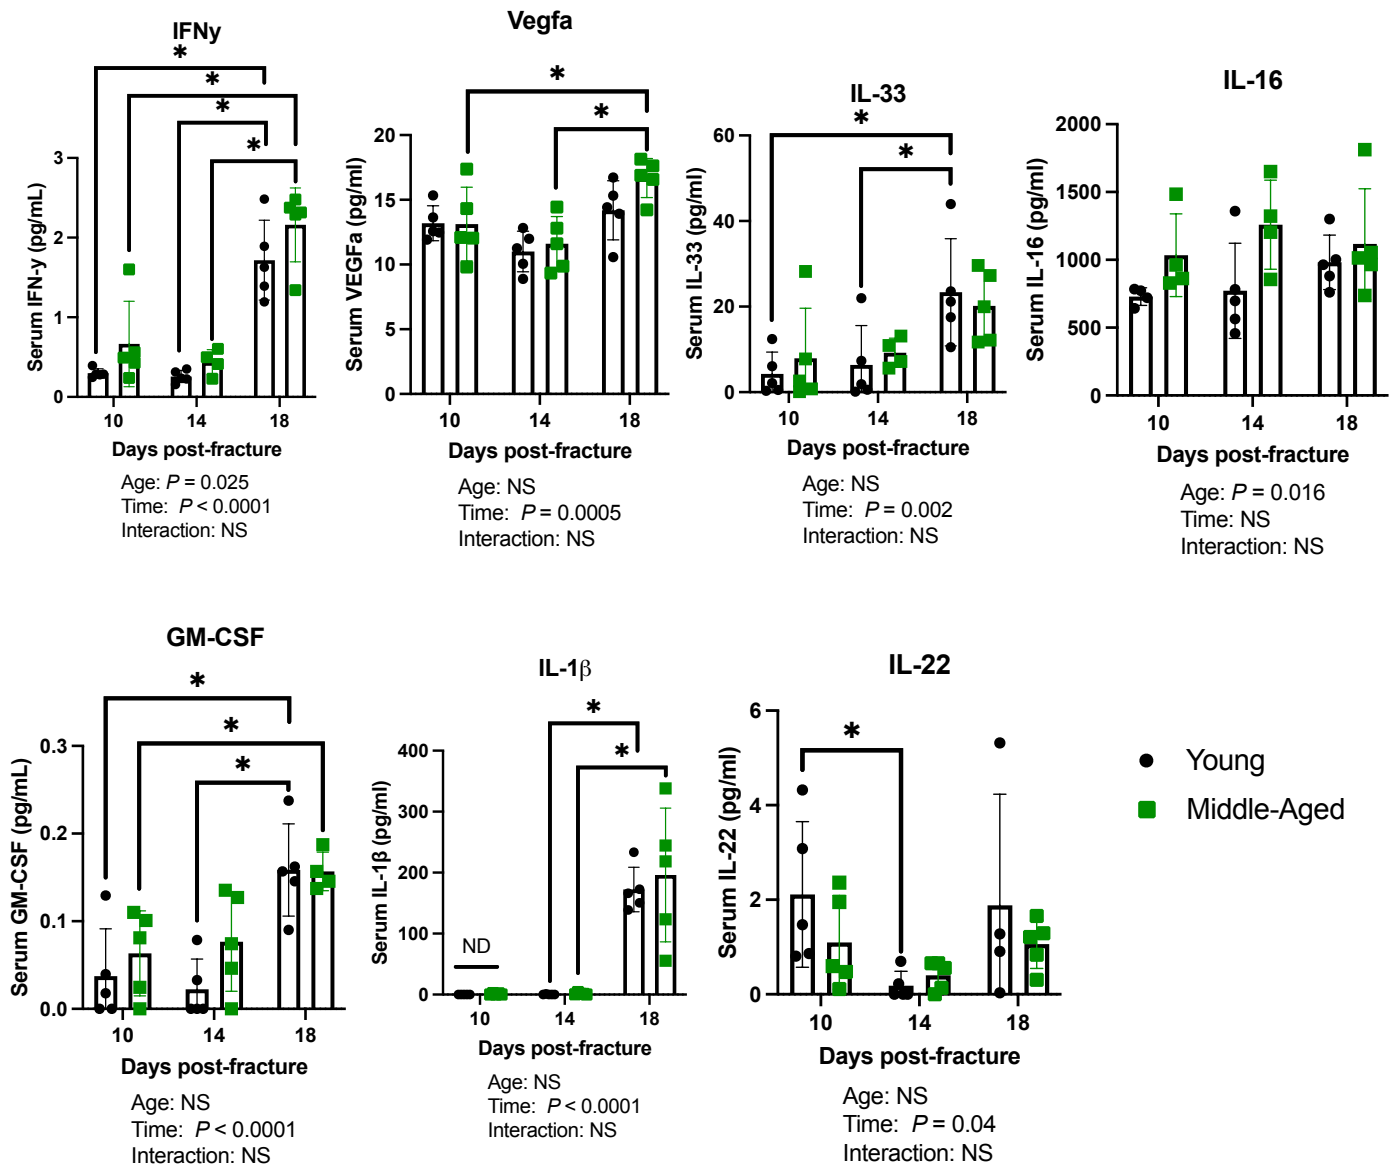 IFNy
*
*
*
*
Serum IFN-y (pg/mL)
3
2
1
0
10 14 18
Days post-fracture
Age: P = 0.025
Time: P < 0.0001
Interaction: NS
Vegfa
*
*
Serum VEGFa (pg/ml)
20
15
10
5
0
10 14 18
Days post-fracture
Age: NS
Time: P = 0.0005
Interaction: NS
IL-33
*
*
Serum IL-33 (pg/ml)
60
40
20
0
10 14 18
Days post-fracture
Age: NS
Time: P = 0.002
Interaction: NS
IL-16
Serum IL-16 (pg/ml)
2000
1500
1000
500
0
10 14 18
Days post-fracture
Age: P = 0.016
Time: NS
Interaction: NS
GM-CSF
*
*
*
Serum GM-CSF (pg/mL)
0.3
0.2
0.1
0.0
10 14 18
Days post-fracture
Age: NS
Time: P < 0.0001
Interaction: NS
IL-1β
*
*
Serum IL-1β (pg/ml)
400
300
200
100
0
ND
10 14 18
Days post-fracture
Age: NS
Time: P < 0.0001
Interaction: NS
IL-22
*
Serum IL-22 (pg/ml)
6
4
2
0
10 14 18
Days post-fracture
Age: NS
Time: P = 0.04
Interaction: NS
Young
Middle-Aged